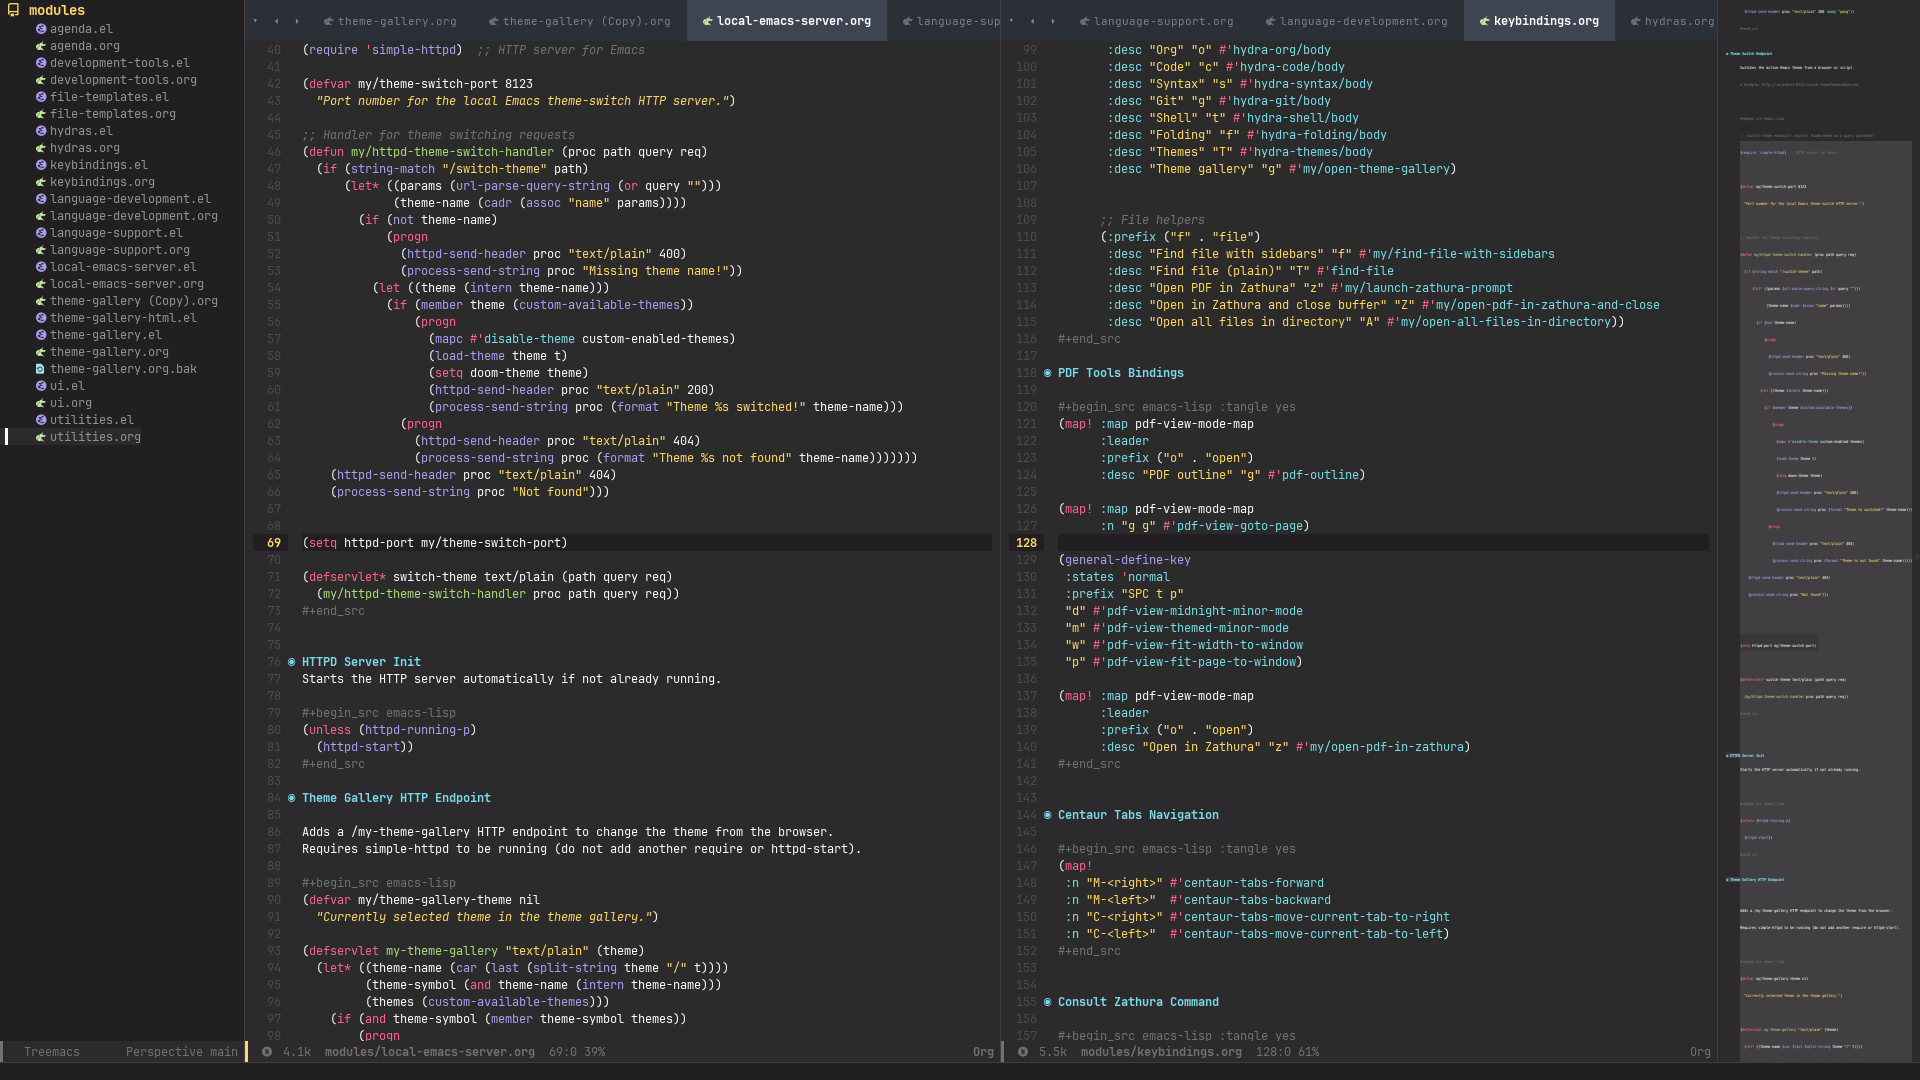 modules
agenda.el
agenda.org
development-tools.el
development-tools.org
file-templates.el
file-templates.org
hydras.el
hydras.org
keybindings.el
keybindings.org
language-development.el
language-development.org
language-support.el
language-support.org
local-emacs-server.el
local-emacs-server.org
theme-gallery (Copy).org
theme-gallery-html.el
theme-gallery.el
theme-gallery.org
theme-gallery.org.bak
ui.el
ui.org
utilities.el
utilities.org
Treemacs Perspective main
theme-gallery.org theme-gallery (Copy).org local-emacs-server.org language-sup
40 (require 'simple-httpd)  ;; HTTP server for Emacs
41
42 (defvar my/theme-switch-port 8123
43   "Port number for the local Emacs theme-switch HTTP server.")
44
45 ;; Handler for theme switching requests
46 (defun my/httpd-theme-switch-handler (proc path query req)
47   (if (string-match "/switch-theme" path)
48       (let* ((params (url-parse-query-string (or query "")))
49              (theme-name (cadr (assoc "name" params))))
50         (if (not theme-name)
51             (progn
52               (httpd-send-header proc "text/plain" 400)
53               (process-send-string proc "Missing theme name!"))
54           (let ((theme (intern theme-name)))
55             (if (member theme (custom-available-themes))
56                 (progn
57                   (mapc #'disable-theme custom-enabled-themes)
58                   (load-theme theme t)
59                   (setq doom-theme theme)
60                   (httpd-send-header proc "text/plain" 200)
61                   (process-send-string proc (format "Theme %s switched!" theme-name)))
62               (progn
63                 (httpd-send-header proc "text/plain" 404)
64                 (process-send-string proc (format "Theme %s not found" theme-name)))))))
65     (httpd-send-header proc "text/plain" 404)
66     (process-send-string proc "Not found")))
67
68
69 (setq httpd-port my/theme-switch-port)
70
71 (defservlet* switch-theme text/plain (path query req)
72   (my/httpd-theme-switch-handler proc path query req))
73 #+end_src
74
75
76 ◉ HTTPD Server Init
77 Starts the HTTP server automatically if not already running.
78
79 #+begin_src emacs-lisp
80 (unless (httpd-running-p)
81   (httpd-start))
82 #+end_src
83
84 ◉ Theme Gallery HTTP Endpoint
85
86 Adds a /my-theme-gallery HTTP endpoint to change the theme from the browser.
87 Requires simple-httpd to be running (do not add another require or httpd-start).
88
89 #+begin_src emacs-lisp
90 (defvar my/theme-gallery-theme nil
91   "Currently selected theme in the theme gallery.")
92
93 (defservlet my-theme-gallery "text/plain" (theme)
94   (let* ((theme-name (car (last (split-string theme "/" t))))
95          (theme-symbol (and theme-name (intern theme-name)))
96          (themes (custom-available-themes)))
97     (if (and theme-symbol (member theme-symbol themes))
98         (progn
4.1k modules/local-emacs-server.org 69:0 39% Org
language-support.org language-development.org keybindings.org hydras.org
99        :desc "Org" "o" #'hydra-org/body
100       :desc "Code" "c" #'hydra-code/body
101       :desc "Syntax" "s" #'hydra-syntax/body
102       :desc "Git" "g" #'hydra-git/body
103       :desc "Shell" "t" #'hydra-shell/body
104       :desc "Folding" "f" #'hydra-folding/body
105       :desc "Themes" "T" #'hydra-themes/body
106       :desc "Theme gallery" "g" #'my/open-theme-gallery)
107
108
109      ;; File helpers
110      (:prefix ("f" . "file")
111       :desc "Find file with sidebars" "f" #'my/find-file-with-sidebars
112       :desc "Find file (plain)" "T" #'find-file
113       :desc "Open PDF in Zathura" "z" #'my/launch-zathura-prompt
114       :desc "Open in Zathura and close buffer" "Z" #'my/open-pdf-in-zathura-and-close
115       :desc "Open all files in directory" "A" #'my/open-all-files-in-directory))
116 #+end_src
117
118 ◉ PDF Tools Bindings
119
120 #+begin_src emacs-lisp :tangle yes
121 (map! :map pdf-view-mode-map
122       :leader
123       :prefix ("o" . "open")
124       :desc "PDF outline" "g" #'pdf-outline)
125
126 (map! :map pdf-view-mode-map
127       :n "g g" #'pdf-view-goto-page)
128
129 (general-define-key
130  :states 'normal
131  :prefix "SPC t p"
132  "d" #'pdf-view-midnight-minor-mode
133  "m" #'pdf-view-themed-minor-mode
134  "w" #'pdf-view-fit-width-to-window
135  "p" #'pdf-view-fit-page-to-window)
136
137 (map! :map pdf-view-mode-map
138       :leader
139       :prefix ("o" . "open")
140       :desc "Open in Zathura" "z" #'my/open-pdf-in-zathura)
141 #+end_src
142
143
144 ◉ Centaur Tabs Navigation
145
146 #+begin_src emacs-lisp :tangle yes
147 (map!
148  :n "M-<right>" #'centaur-tabs-forward
149  :n "M-<left>"  #'centaur-tabs-backward
150  :n "C-<right>" #'centaur-tabs-move-current-tab-to-right
151  :n "C-<left>"  #'centaur-tabs-move-current-tab-to-left)
152 #+end_src
153
154
155 ◉ Consult Zathura Command
156
157 #+begin_src emacs-lisp :tangle yes
5.5k modules/keybindings.org 128:0 61% Org